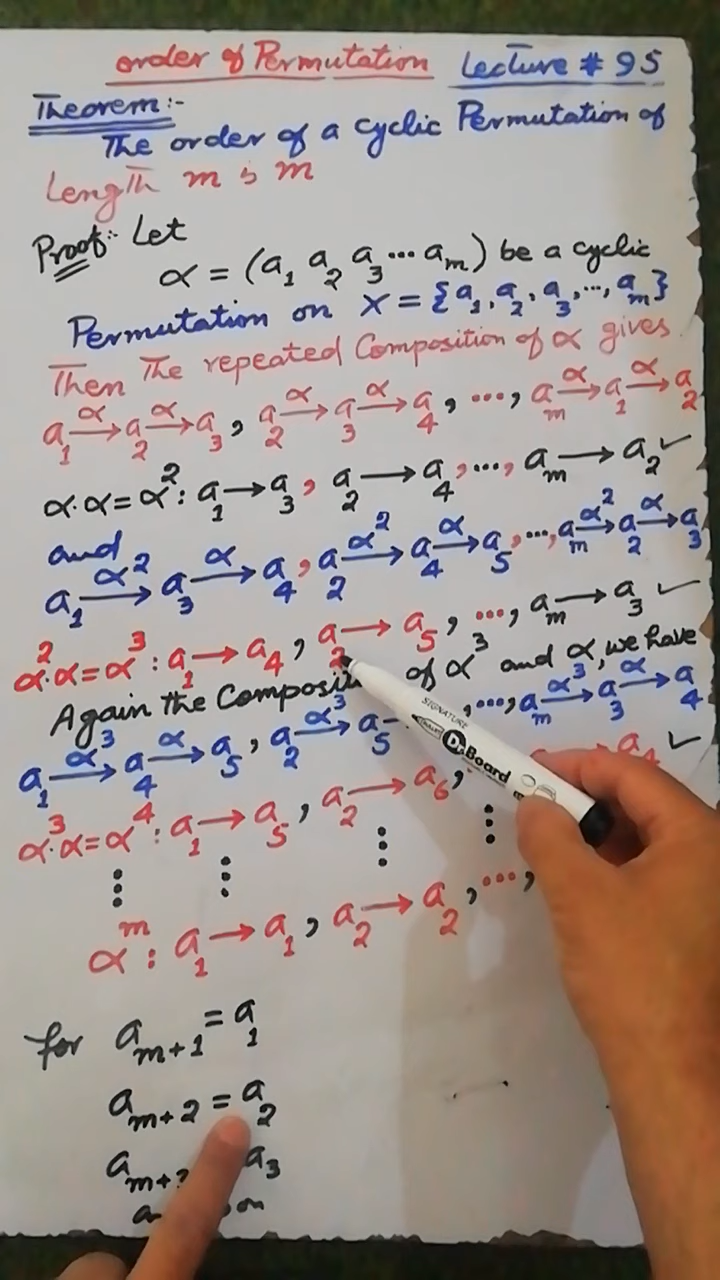 order of Permutation Lecture # 95
Theorem:-
The order of a cyclic Permutation of
Length m is m
Proof:- Let
α = (a₁ a₂ a₃ ... aₘ) be a cyclic
Permutation on X = {a₁, a₂, a₃, ..., aₘ}
Then The repeated Composition of α gives
a₁ →(α) a₂ →(α) a₃, a₂ →(α) a₃ →(α) a₄, ..., aₘ →(α) a₁ →(α) a₂
α·α = α²: a₁ → a₃, a₂ → a₄, ..., aₘ → a₂ ✓
and
a₁ →(α²) a₃ →(α) a₄, a₂ →(α²) a₄ →(α) a₅, ..., aₘ →(α²) a₂ →(α) a₃
α²·α = α³: a₁ → a₄, a₂ → a₅, ..., aₘ → a₃ ✓
Again the of α³ and α, we have
a₁ →(α³) a₄ →(α) a₅, a₂ →(α³) a₅ , ..., aₘ →(α³) a₃ →(α) a₄
α³·α = α⁴: a₁ → a₅, a₂ → a₆, → a₄ ✓
⋮ ⋮ ⋮ ⋮
αᵐ: a₁ → a₁, a₂ → a₂, ...,
for aₘ₊₁ = a₁
aₘ₊₂ = a₂
a₃
SIGNATURE
Board